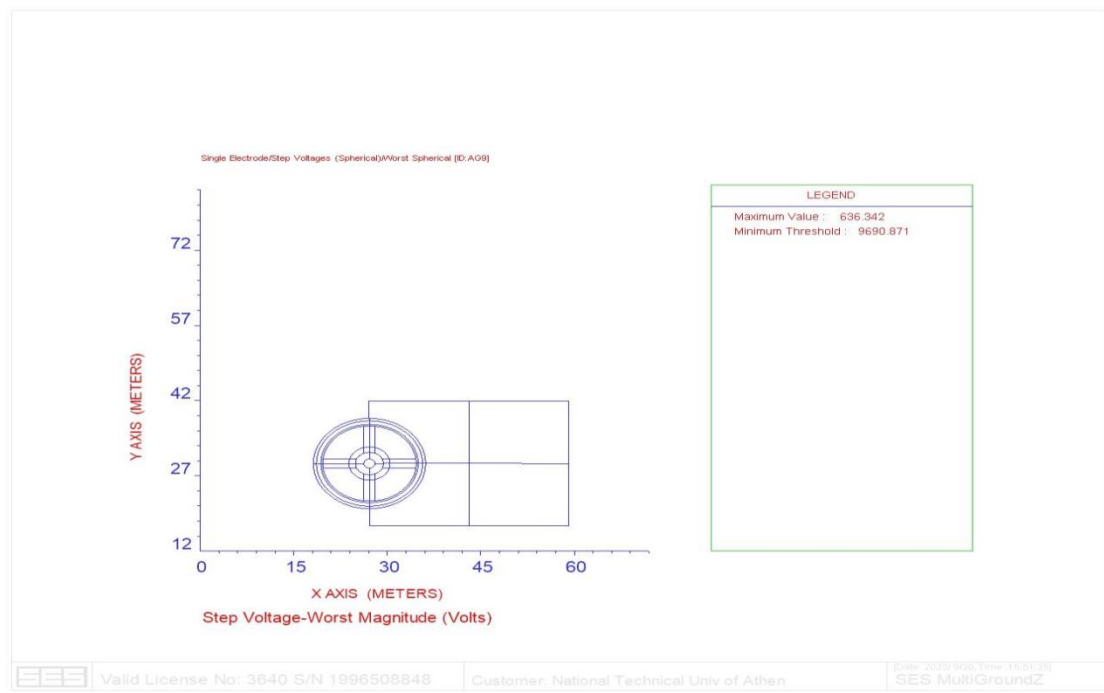 Single Electrode/Step Voltages (Spherical)/Worst Spherical [ID:AG9]
LEGEND
Maximum Value : 636.342
Minimum Threshold : 9690.871
72
57
42
27
12
Y AXIS (METERS)
0 15 30 45 60
X AXIS (METERS)
Step Voltage-Worst Magnitude (Volts)
SES
Valid License No: 3640 S/N 1996508848
Customer: National Technical Univ of Athen
SES MultiGroundZ